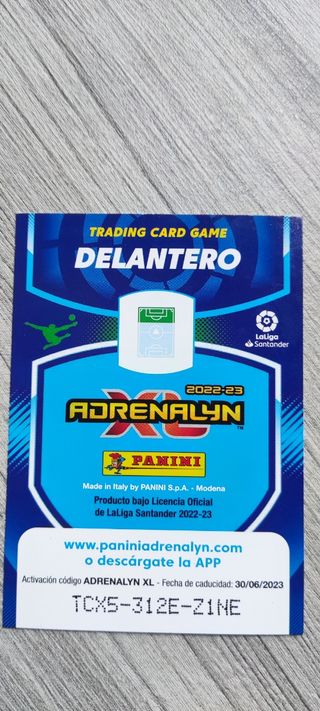 TRADING CARD GAME
DELANTERO
LaLiga
Santander
2022-23
ADRENALYN
XL™
PANINI
Made in Italy by PANINI S.p.A. - Modena
Producto bajo Licencia Oficial
de LaLiga Santander 2022-23
www.paniniadrenalyn.com
o descárgate la APP
Activación código ADRENALYN XL - Fecha de caducidad: 30/06/2023
TCX5-312E-Z1NE